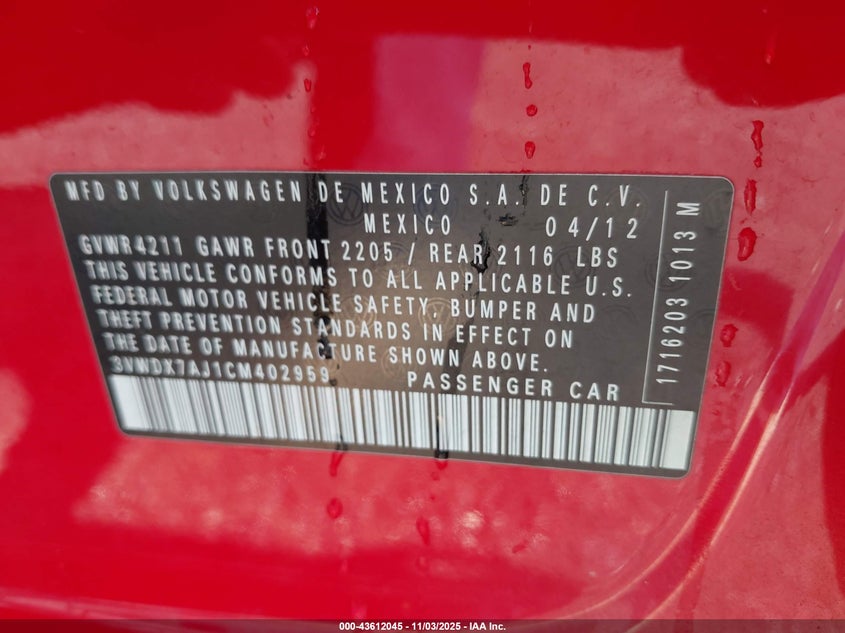 MFD BY VOLKSWAGEN DE MEXICO S.A. DE C.V.
MEXICO 04/12
GVWR4211 GAWR FRONT 2205 / REAR 2116 LBS
THIS VEHICLE CONFORMS TO ALL APPLICABLE U.S.
FEDERAL MOTOR VEHICLE SAFETY, BUMPER AND
THEFT PREVENTION STANDARDS IN EFFECT ON
THE DATE OF MANUFACTURE SHOWN ABOVE.
3VWDX7AJ1CM402959 PASSENGER CAR
1716203 1013 M
000-43612045 - 11/03/2025 - IAA Inc.